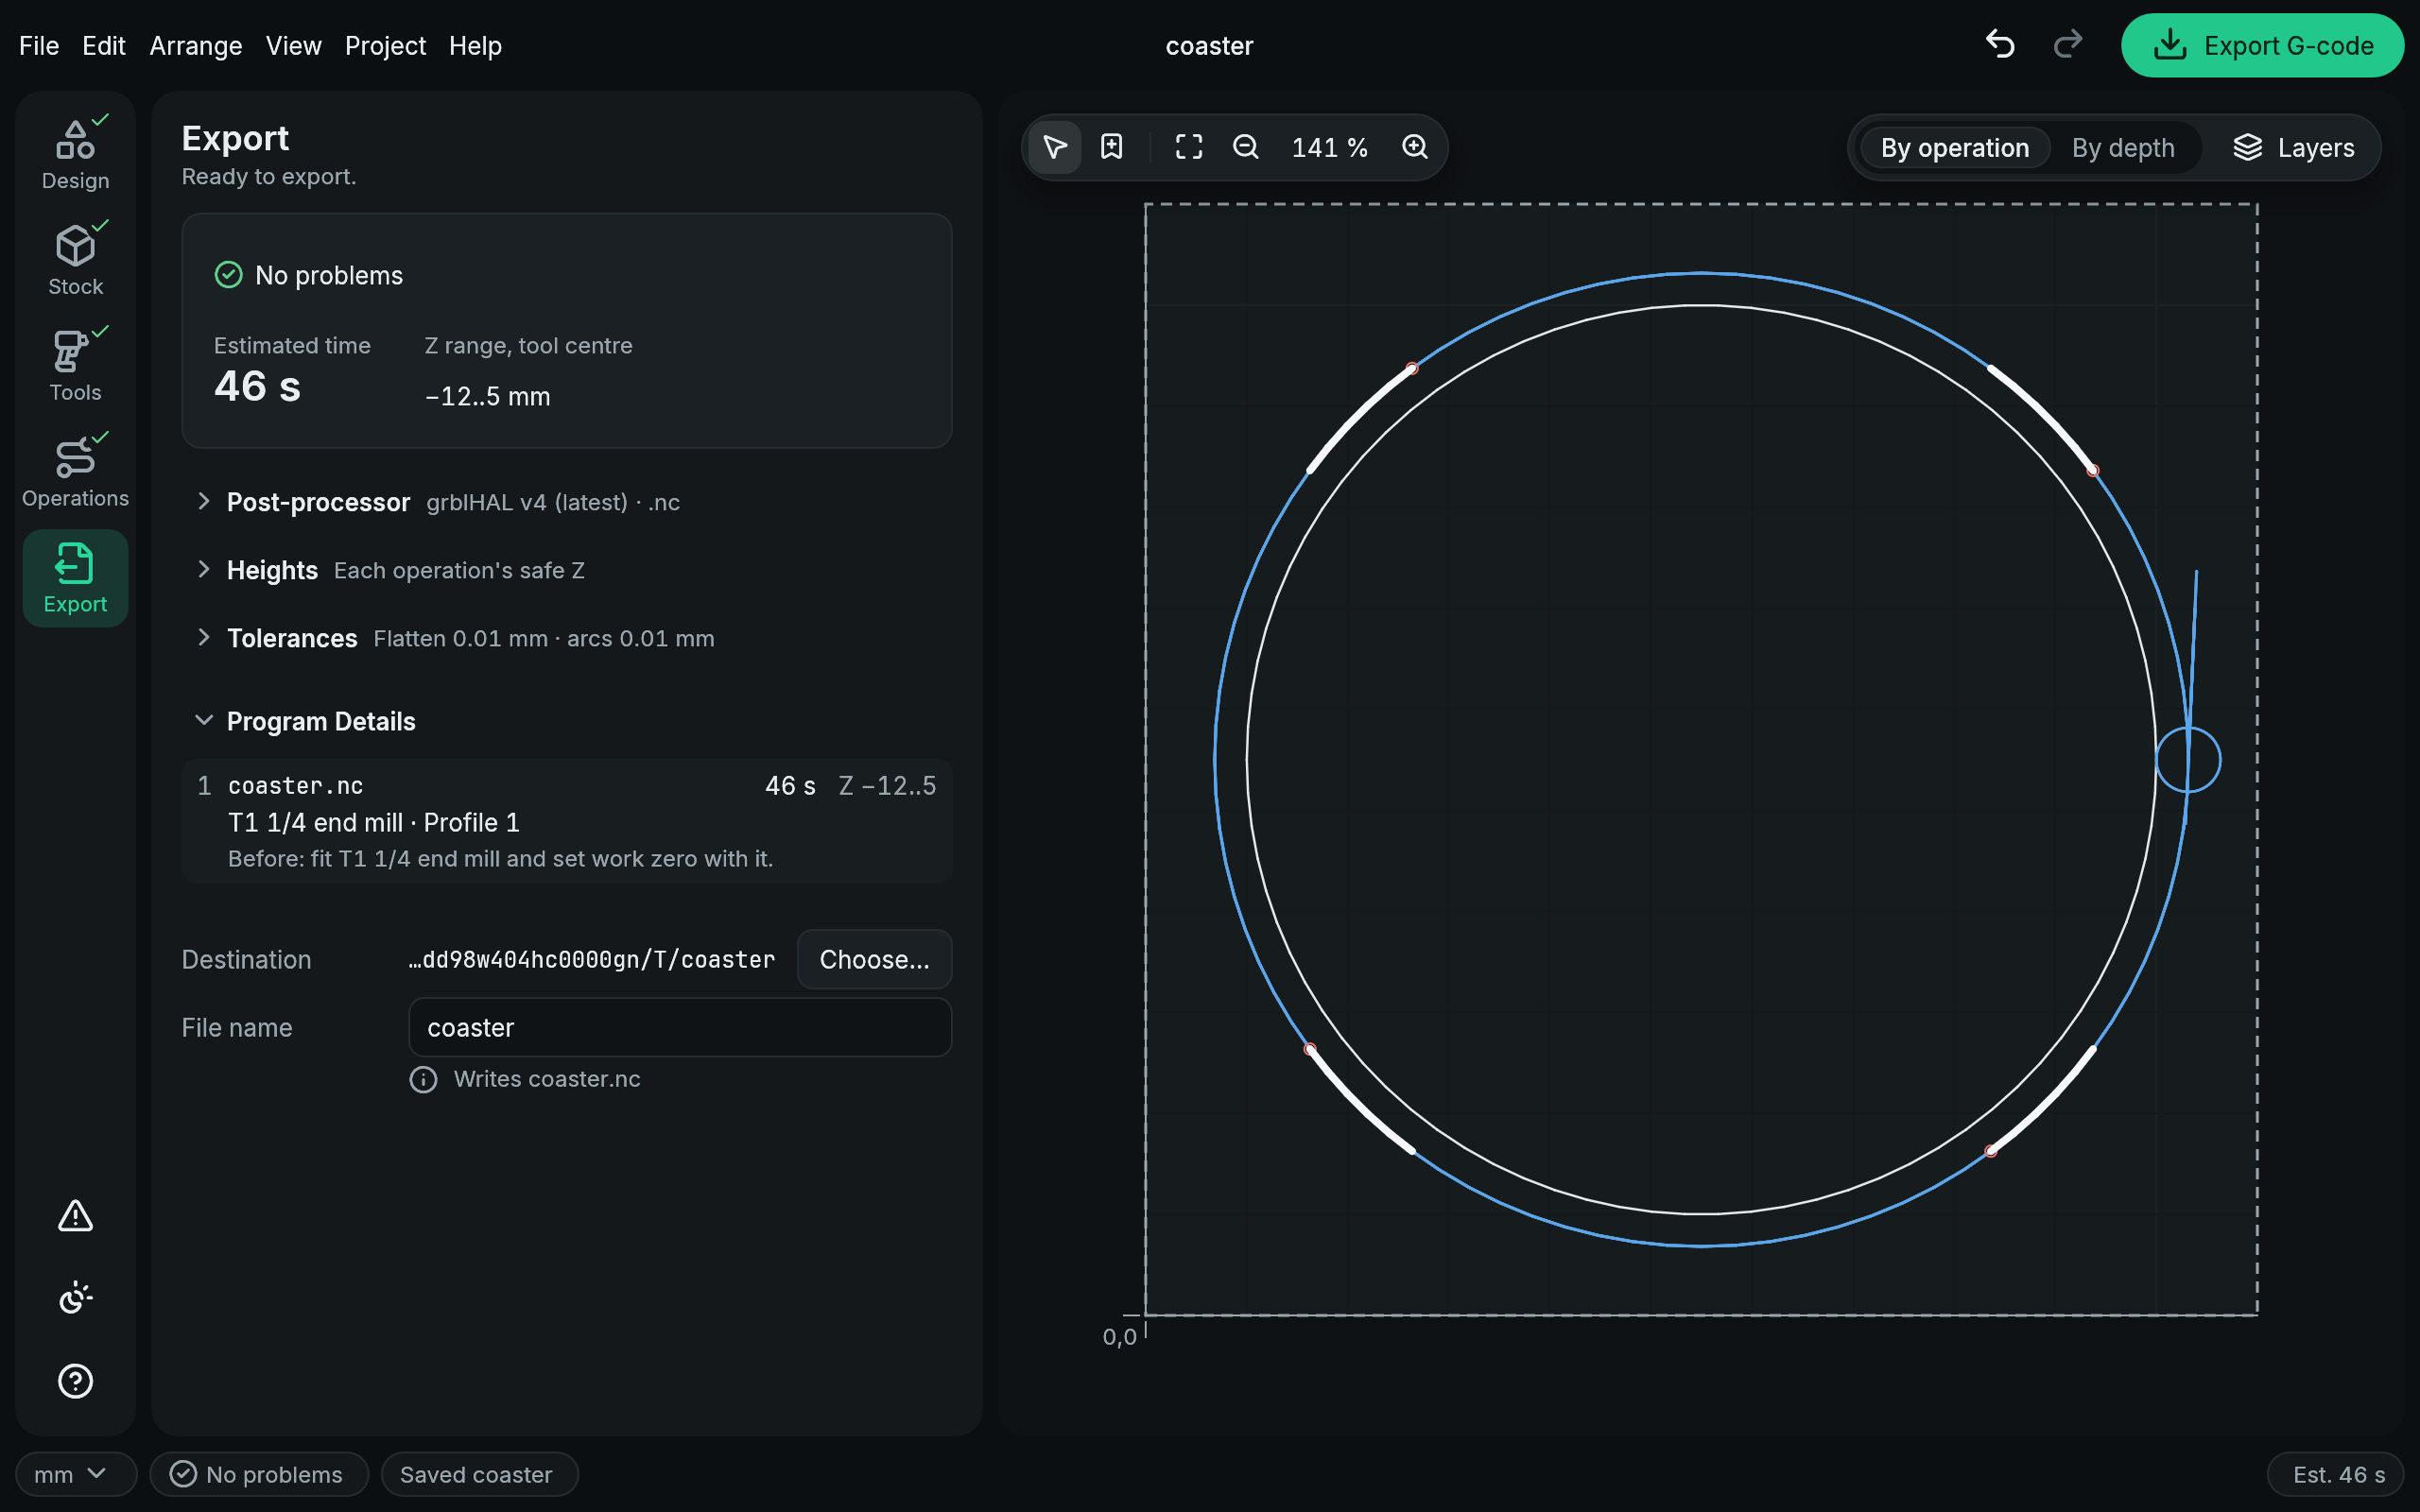 File Edit Arrange View Project Help
coaster
Export G-code
Design
Stock
Tools
Operations
Export
Export
Ready to export.
No problems
Estimated time
46 s
Z range, tool centre
−12..5 mm
Post-processor grblHAL v4 (latest) · .nc
Heights Each operation's safe Z
Tolerances Flatten 0.01 mm · arcs 0.01 mm
Program Details
1 coaster.nc 46 s Z −12..5
T1 1/4 end mill · Profile 1
Before: fit T1 1/4 end mill and set work zero with it.
Destination …dd98w404hc0000gn/T/coaster Choose...
File name coaster
Writes coaster.nc
141 %
By operation By depth Layers
0,0
mm No problems Saved coaster
Est. 46 s